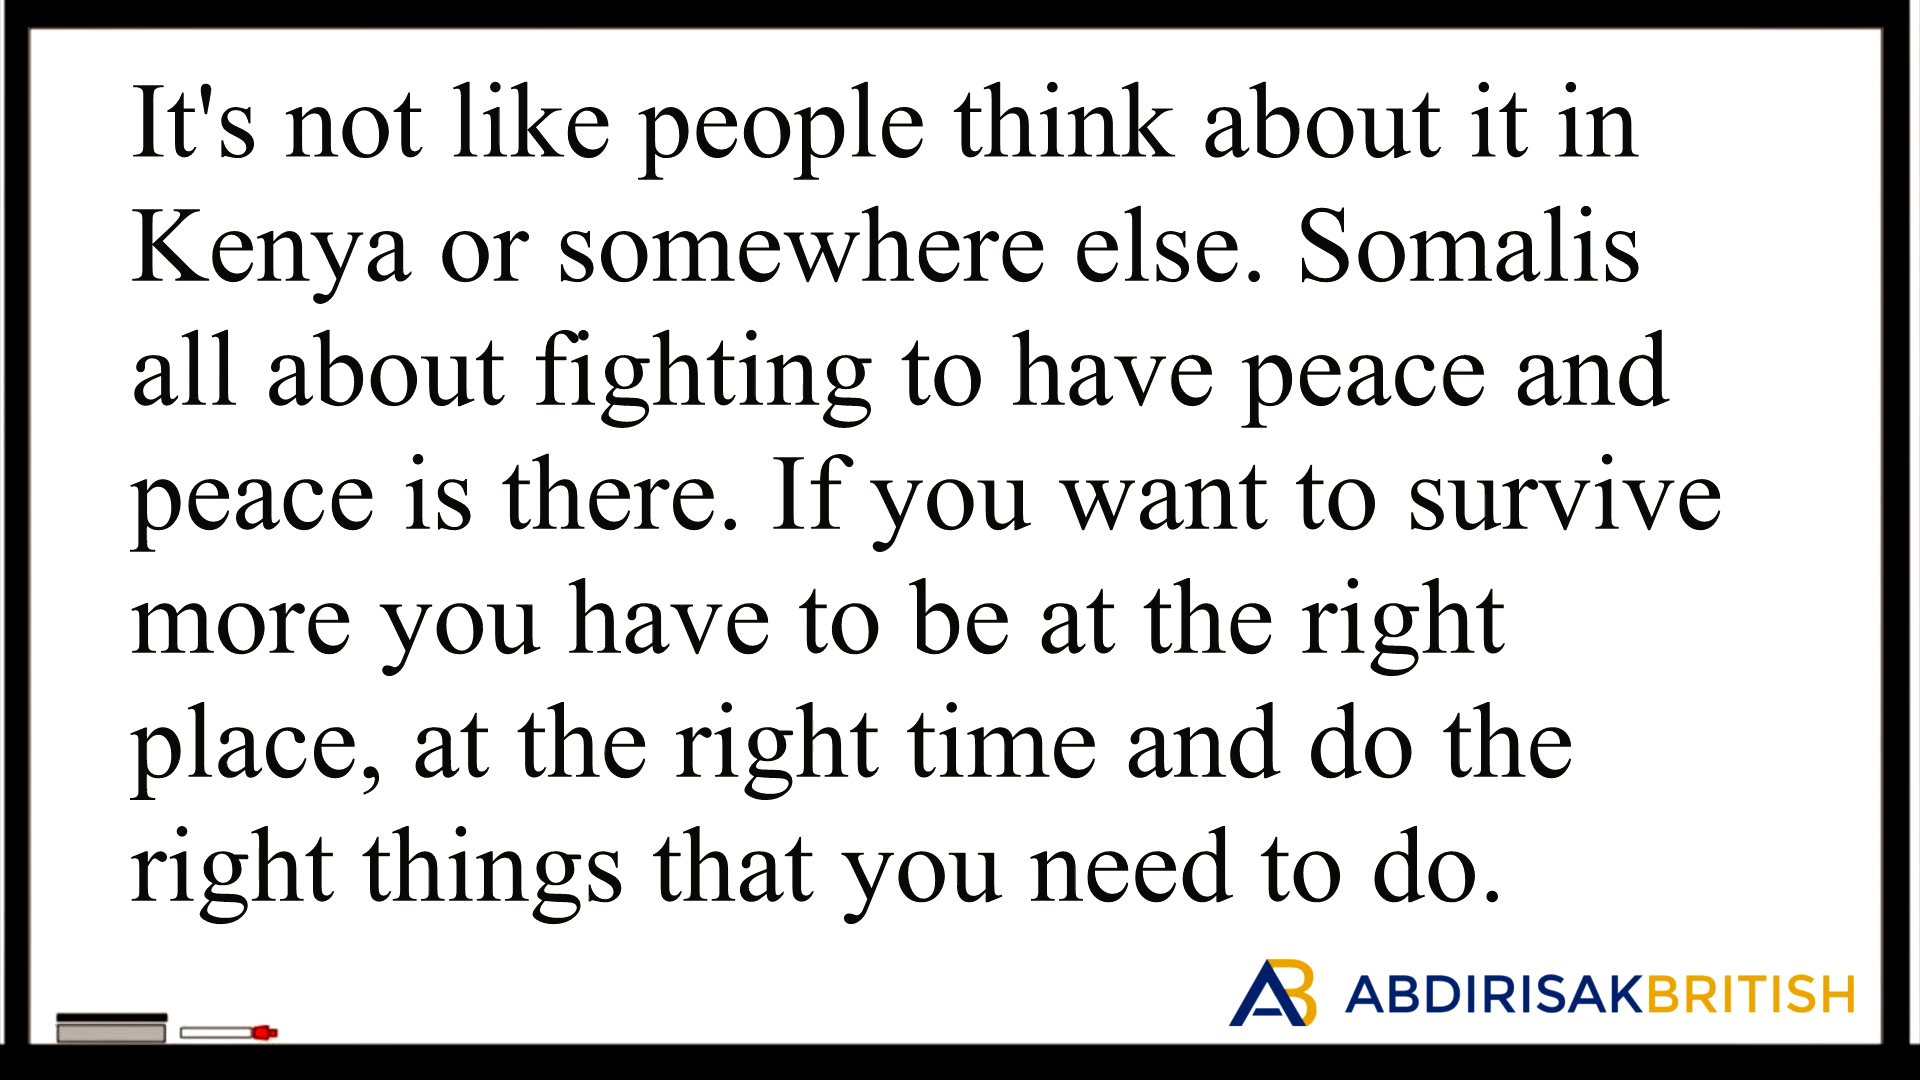 It's not like people think about it in
Kenya or somewhere else. Somalis
all about fighting to have peace and
peace is there. If you want to survive
more you have to be at the right
place, at the right time and do the
right things that you need to do.
AB ABDIRISAKBRITISH